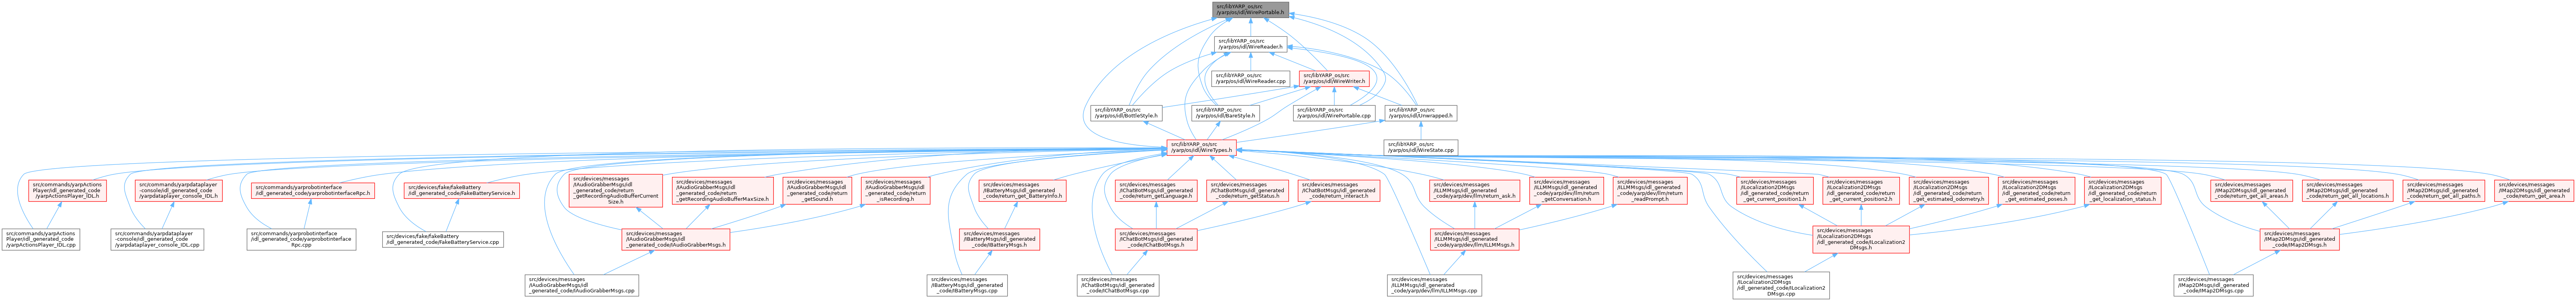 src/libYARP_os/src
/yarp/os/idl/WirePortable.h
src/libYARP_os/src
/yarp/os/idl/WireReader.h
src/libYARP_os/src
/yarp/os/idl/WireReader.cpp
src/libYARP_os/src
/yarp/os/idl/WireWriter.h
src/libYARP_os/src
/yarp/os/idl/BottleStyle.h
src/libYARP_os/src
/yarp/os/idl/BareStyle.h
src/libYARP_os/src
/yarp/os/idl/WirePortable.cpp
src/libYARP_os/src
/yarp/os/idl/Unwrapped.h
src/libYARP_os/src
/yarp/os/idl/WireTypes.h
src/libYARP_os/src
/yarp/os/idl/WireState.cpp
src/commands/yarpActions
Player/idl_generated_code
/yarpActionsPlayer_IDL.h
src/commands/yarpdataplayer
-console/idl_generated_code
/yarpdataplayer_console_IDL.h
src/commands/yarprobotinterface
/idl_generated_code/yarprobotinterfaceRpc.h
src/devices/fake/fakeBattery
/idl_generated_code/FakeBatteryService.h
src/devices/messages
/IAudioGrabberMsgs/idl
_generated_code/return
_getRecordingAudioBufferCurrent
Size.h
src/devices/messages
/IAudioGrabberMsgs/idl
_generated_code/return
_getRecordingAudioBufferMaxSize.h
src/devices/messages
/IAudioGrabberMsgs/idl
_generated_code/return
_getSound.h
src/devices/messages
/IAudioGrabberMsgs/idl
_generated_code/return
_isRecording.h
src/devices/messages
/IBatteryMsgs/idl_generated
_code/return_get_BatteryInfo.h
src/devices/messages
/IChatBotMsgs/idl_generated
_code/return_getLanguage.h
src/devices/messages
/IChatBotMsgs/idl_generated
_code/return_getStatus.h
src/devices/messages
/IChatBotMsgs/idl_generated
_code/return_interact.h
src/devices/messages
/ILLMMsgs/idl_generated
_code/yarp/dev/llm/return_ask.h
src/devices/messages
/ILLMMsgs/idl_generated
_code/yarp/dev/llm/return
_getConversation.h
src/devices/messages
/ILLMMsgs/idl_generated
_code/yarp/dev/llm/return
_readPrompt.h
src/devices/messages
/ILocalization2DMsgs
/idl_generated_code/return
_get_current_position1.h
src/devices/messages
/ILocalization2DMsgs
/idl_generated_code/return
_get_current_position2.h
src/devices/messages
/ILocalization2DMsgs
/idl_generated_code/return
_get_estimated_odometry.h
src/devices/messages
/ILocalization2DMsgs
/idl_generated_code/return
_get_estimated_poses.h
src/devices/messages
/ILocalization2DMsgs
/idl_generated_code/return
_get_localization_status.h
src/devices/messages
/IMap2DMsgs/idl_generated
_code/return_get_all_areas.h
src/devices/messages
/IMap2DMsgs/idl_generated
_code/return_get_all_locations.h
src/devices/messages
/IMap2DMsgs/idl_generated
_code/return_get_all_paths.h
src/devices/messages
/IMap2DMsgs/idl_generated
_code/return_get_area.h
src/commands/yarpActions
Player/idl_generated_code
/yarpActionsPlayer_IDL.cpp
src/commands/yarpdataplayer
-console/idl_generated_code
/yarpdataplayer_console_IDL.cpp
src/commands/yarprobotinterface
/idl_generated_code/yarprobotinterface
Rpc.cpp
src/devices/fake/fakeBattery
/idl_generated_code/FakeBatteryService.cpp
src/devices/messages
/IAudioGrabberMsgs/idl
_generated_code/IAudioGrabberMsgs.h
src/devices/messages
/IBatteryMsgs/idl_generated
_code/IBatteryMsgs.h
src/devices/messages
/IChatBotMsgs/idl_generated
_code/IChatBotMsgs.h
src/devices/messages
/ILLMMsgs/idl_generated
_code/yarp/dev/llm/ILLMMsgs.h
src/devices/messages
/ILocalization2DMsgs
/idl_generated_code/ILocalization2
DMsgs.h
src/devices/messages
/IMap2DMsgs/idl_generated
_code/IMap2DMsgs.h
src/devices/messages
/IAudioGrabberMsgs/idl
_generated_code/IAudioGrabberMsgs.cpp
src/devices/messages
/IBatteryMsgs/idl_generated
_code/IBatteryMsgs.cpp
src/devices/messages
/IChatBotMsgs/idl_generated
_code/IChatBotMsgs.cpp
src/devices/messages
/ILLMMsgs/idl_generated
_code/yarp/dev/llm/ILLMMsgs.cpp
src/devices/messages
/ILocalization2DMsgs
/idl_generated_code/ILocalization2
DMsgs.cpp
src/devices/messages
/IMap2DMsgs/idl_generated
_code/IMap2DMsgs.cpp